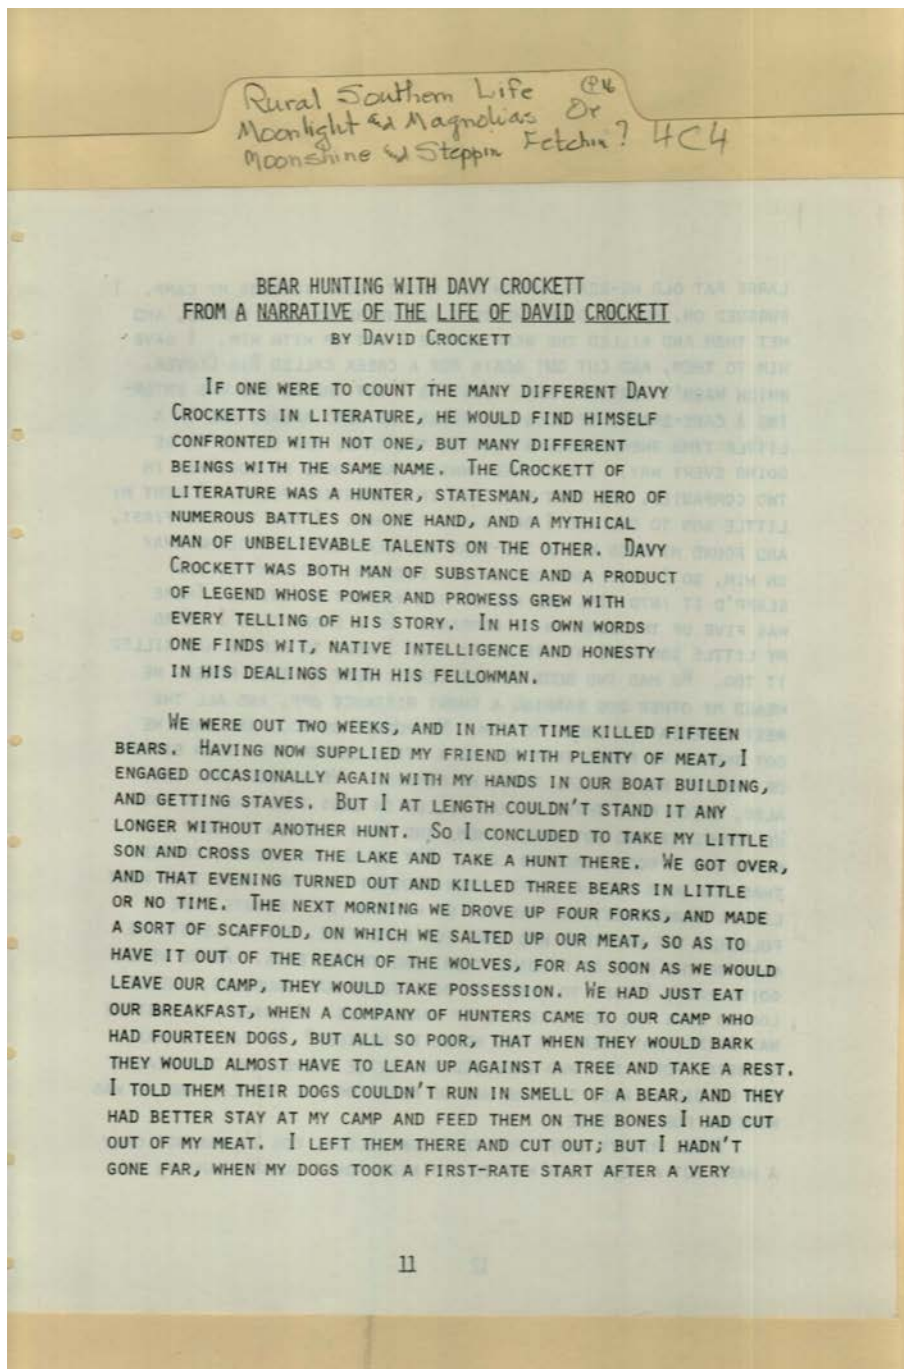 Rural Southern Life
Moonlight and Magnolias Or
Moonshine and Steppin Fetchin? 4C4
BEAR HUNTING WITH DAVY CROCKETT
FROM A NARRATIVE OF THE LIFE OF DAVID CROCKETT
BY DAVID CROCKETT
IF ONE WERE TO COUNT THE MANY DIFFERENT DAVY
CROCKETTS IN LITERATURE, HE WOULD FIND HIMSELF
CONFRONTED WITH NOT ONE, BUT MANY DIFFERENT
BEINGS WITH THE SAME NAME. THE CROCKETT OF
LITERATURE WAS A HUNTER, STATESMAN, AND HERO OF
NUMEROUS BATTLES ON ONE HAND, AND A MYTHICAL
MAN OF UNBELIEVABLE TALENTS ON THE OTHER. DAVY
CROCKETT WAS BOTH MAN OF SUBSTANCE AND A PRODUCT
OF LEGEND WHOSE POWER AND PROWESS GREW WITH
EVERY TELLING OF HIS STORY. IN HIS OWN WORDS
ONE FINDS WIT, NATIVE INTELLIGENCE AND HONESTY
IN HIS DEALINGS WITH HIS FELLOWMAN.
WE WERE OUT TWO WEEKS, AND IN THAT TIME KILLED FIFTEEN
BEARS. HAVING NOW SUPPLIED MY FRIEND WITH PLENTY OF MEAT, I
ENGAGED OCCASIONALLY AGAIN WITH MY HANDS IN OUR BOAT BUILDING,
AND GETTING STAVES. BUT I AT LENGTH COULDN'T STAND IT ANY
LONGER WITHOUT ANOTHER HUNT. SO I CONCLUDED TO TAKE MY LITTLE
SON AND CROSS OVER THE LAKE AND TAKE A HUNT THERE. WE GOT OVER,
AND THAT EVENING TURNED OUT AND KILLED THREE BEARS IN LITTLE
OR NO TIME. THE NEXT MORNING WE DROVE UP FOUR FORKS, AND MADE
A SORT OF SCAFFOLD, ON WHICH WE SALTED UP OUR MEAT, SO AS TO
HAVE IT OUT OF THE REACH OF THE WOLVES, FOR AS SOON AS WE WOULD
LEAVE OUR CAMP, THEY WOULD TAKE POSSESSION. WE HAD JUST EAT
OUR BREAKFAST, WHEN A COMPANY OF HUNTERS CAME TO OUR CAMP WHO
HAD FOURTEEN DOGS, BUT ALL SO POOR, THAT WHEN THEY WOULD BARK
THEY WOULD ALMOST HAVE TO LEAN UP AGAINST A TREE AND TAKE A REST.
I TOLD THEM THEIR DOGS COULDN'T RUN IN SMELL OF A BEAR, AND THEY
HAD BETTER STAY AT MY CAMP AND FEED THEM ON THE BONES I HAD CUT
OUT OF MY MEAT. I LEFT THEM THERE AND CUT OUT; BUT I HADN'T
GONE FAR, WHEN MY DOGS TOOK A FIRST-RATE START AFTER A VERY
11